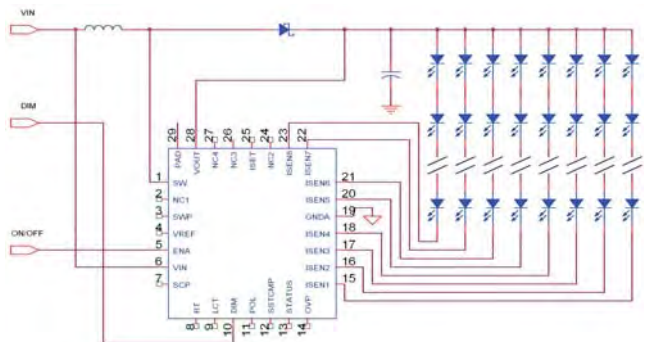 VIN
DIM
ON/OFF
29
28
27
26
25
24
23
22
PAD
VOUT
NC4
NC3
ISET
NC2
ISEN8
ISEN7
1
SW
2
NC1
3
SWP
4
VREF
5
ENA
6
VIN
7
SCP
ISEN6
21
ISEN5
20
GNDA
19
ISEN4
18
ISEN3
17
ISEN2
16
ISEN1
15
RT
LCT
DIM
POL
SSTCMP
STATUS
OVP
8
9
10
11
12
13
14